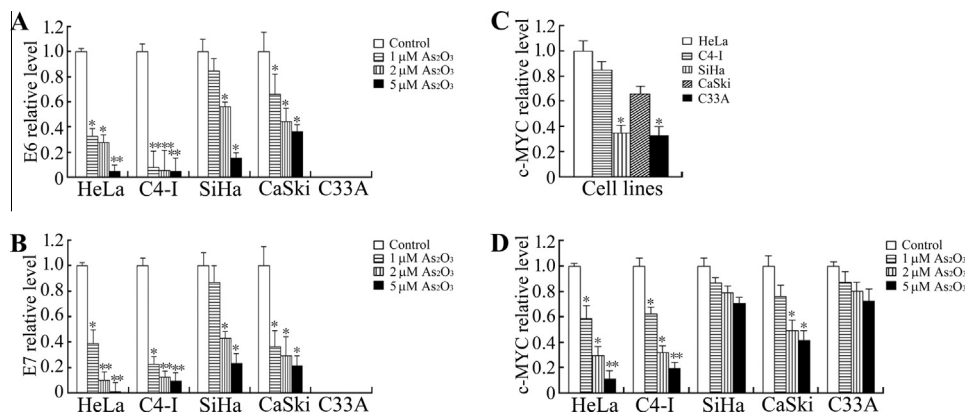 A
E6 relative level
1.2
1.0
0.8
0.6
0.4
0.2
0
* * ** ** ** ** * * * * *
HeLa C4-I SiHa CaSki C33A
Control
1 μM As₂O₃
2 μM As₂O₃
5 μM As₂O₃
C
c-MYC relative level
1.2
1.0
0.8
0.6
0.4
0.2
0
* *
Cell lines
HeLa
C4-I
SiHa
CaSki
C33A
B
E7 relative level
1.2
1.0
0.8
0.6
0.4
0.2
0
* ** ** * ** ** * * * * *
HeLa C4-I SiHa CaSki C33A
Control
1 μM As₂O₃
2 μM As₂O₃
5 μM As₂O₃
D
c-MYC relative level
1.2
1.0
0.8
0.6
0.4
0.2
0
* * ** * * ** * *
HeLa C4-I SiHa CaSki C33A
Control
1 μM As₂O₃
2 μM As₂O₃
5 μM As₂O₃